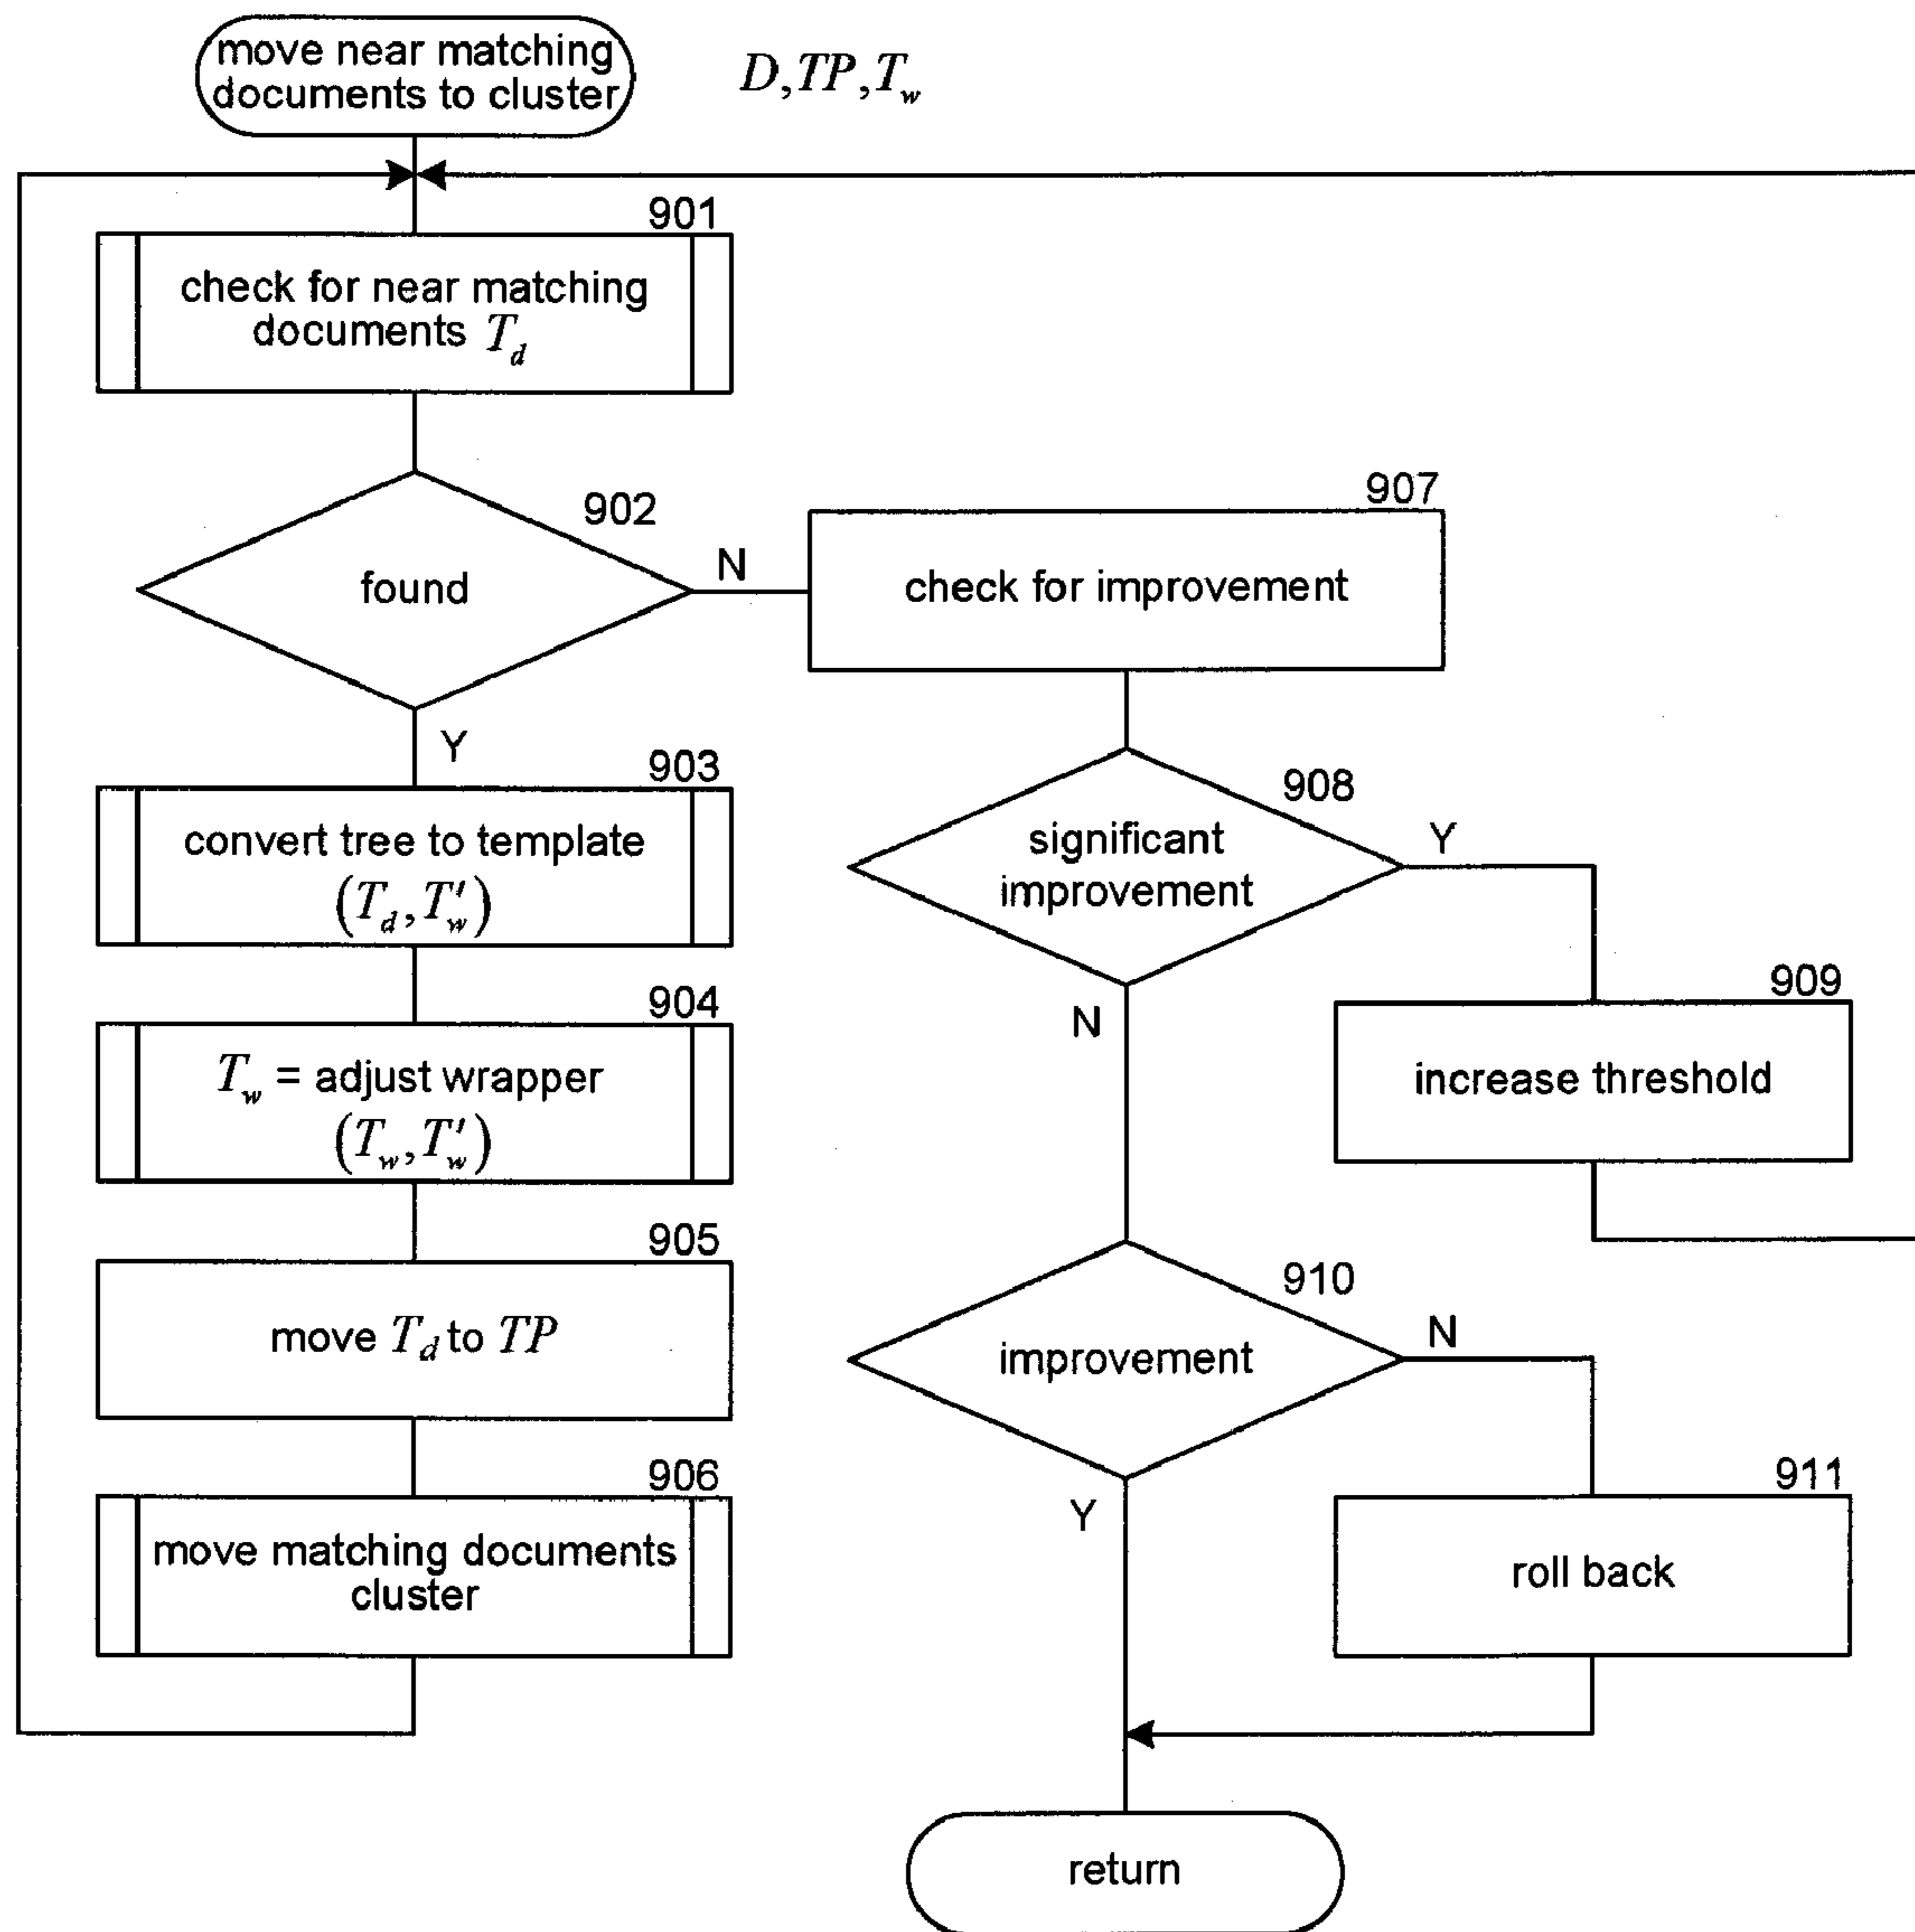 move near matching
documents to cluster
D, TP, T_w
901
check for near matching
documents T_d
902
found
N
Y
903
convert tree to template
(T_d, T'_w)
904
T_w = adjust wrapper
(T_w, T'_w)
905
move T_d to TP
906
move matching documents
cluster
907
check for improvement
908
significant
improvement
Y
N
909
increase threshold
910
improvement
N
Y
911
roll back
return